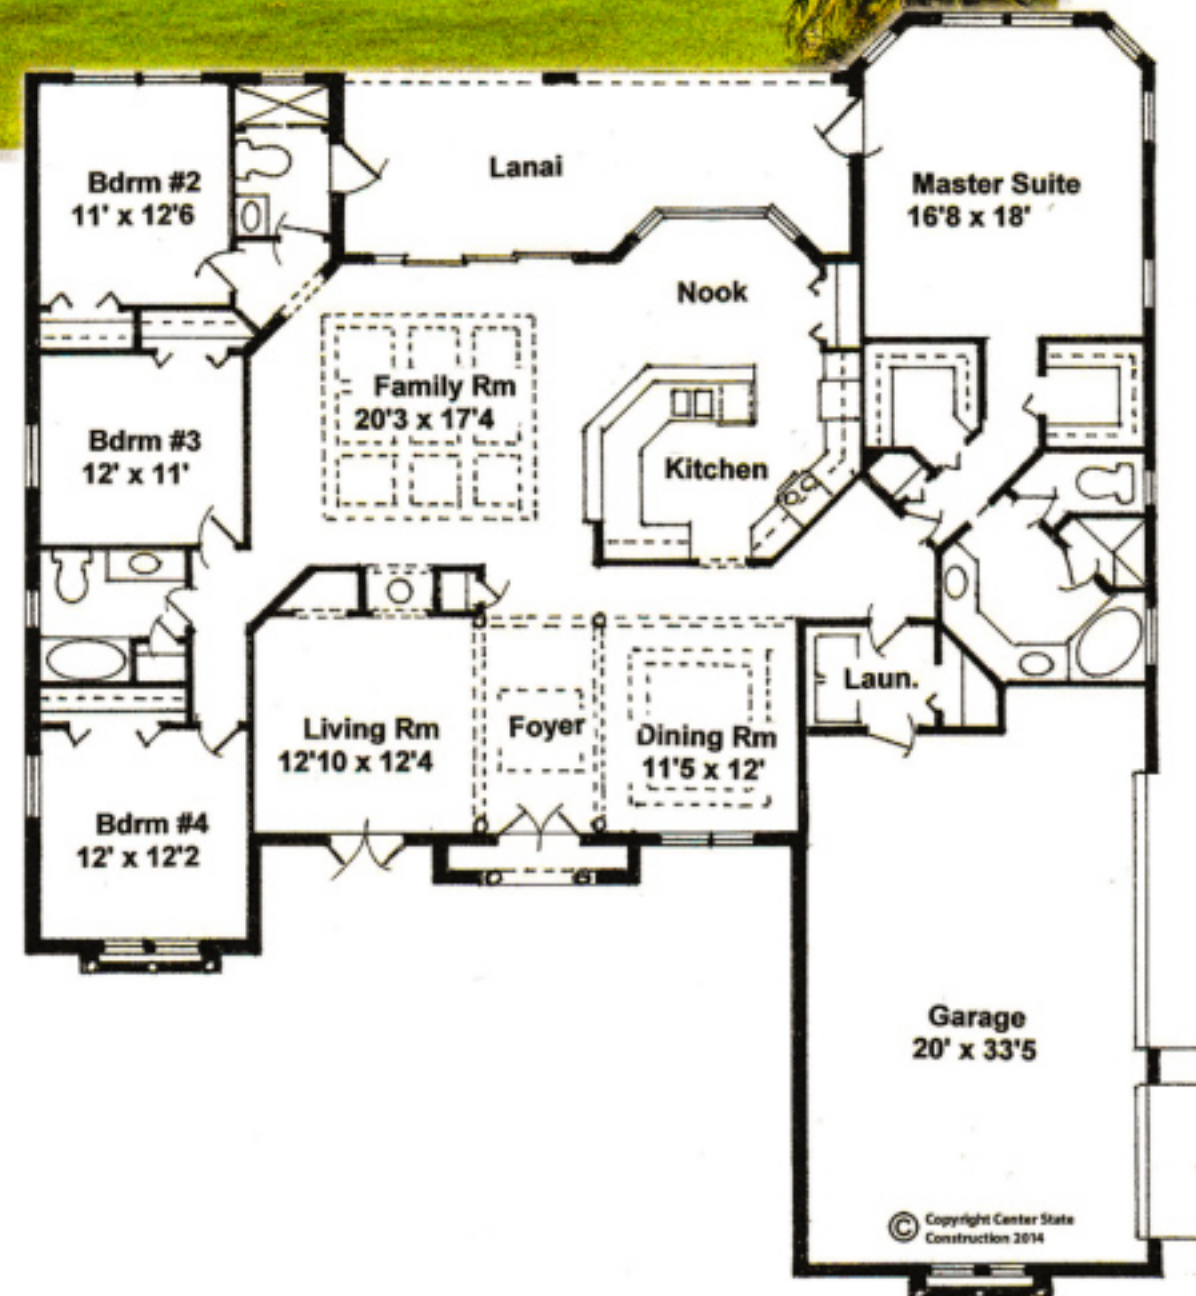 Bdrm #2
11' x 12'6
Lanai
Master Suite
16'8 x 18'
Nook
Family Rm
20'3 x 17'4
Bdrm #3
12' x 11'
Kitchen
Laun.
Living Rm
12'10 x 12'4
Foyer
Dining Rm
11'5 x 12'
Bdrm #4
12' x 12'2
Garage
20' x 33'5
© Copyright Center State
Construction 2014